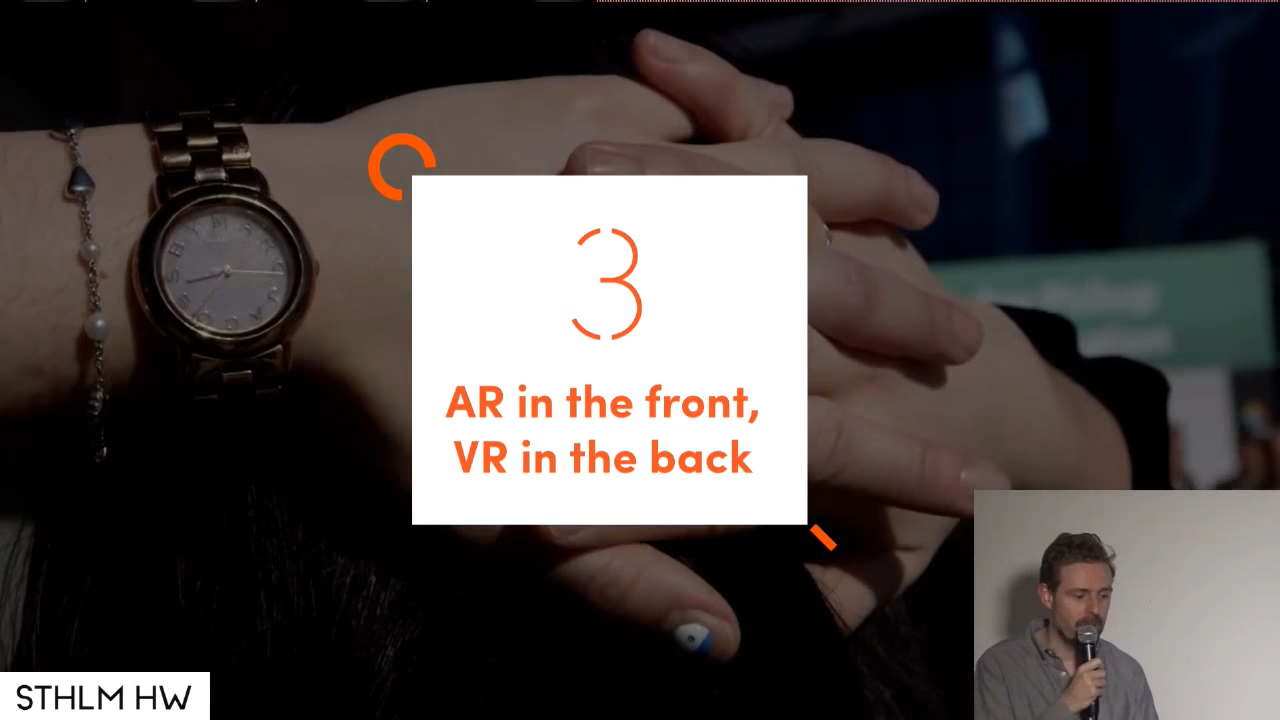 3
AR in the front,
VR in the back
STHLM HW